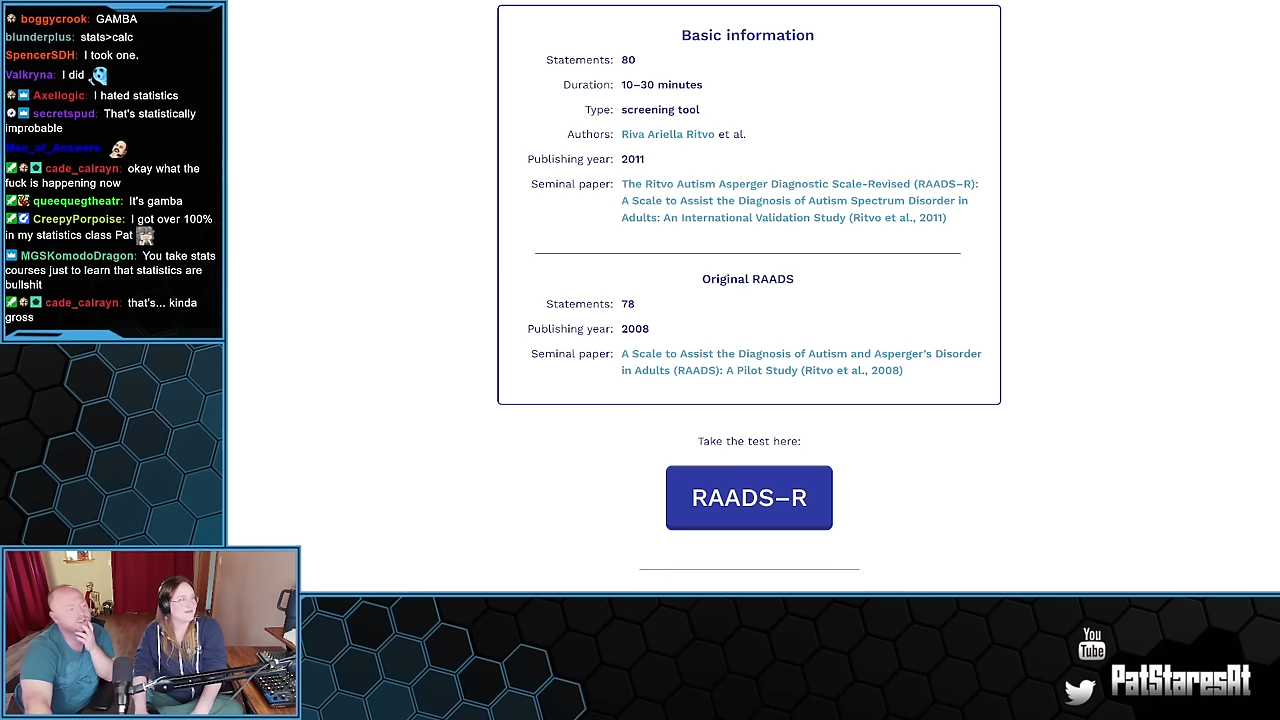 boggycrook: GAMBA
blunderplus: stats>calc
SpencerSDH: I took one.
Valkryna: I did
Axellogic: I hated statistics
secretspud: That's statistically
improbable
Man_of_Answers
cade_calrayn: okay what the
fuck is happening now
queequegtheatr: It's gamba
CreepyPorpoise: I got over 100%
in my statistics class Pat
MGSKomodoDragon: You take stats
courses just to learn that statistics are
bullshit
cade_calrayn: that's... kinda
gross
Basic information
Statements: 80
Duration: 10–30 minutes
Type: screening tool
Authors: Riva Ariella Ritvo et al.
Publishing year: 2011
Seminal paper: The Ritvo Autism Asperger Diagnostic Scale-Revised (RAADS–R):
A Scale to Assist the Diagnosis of Autism Spectrum Disorder in
Adults: An International Validation Study (Ritvo et al., 2011)
Original RAADS
Statements: 78
Publishing year: 2008
Seminal paper: A Scale to Assist the Diagnosis of Autism and Asperger's Disorder
in Adults (RAADS): A Pilot Study (Ritvo et al., 2008)
Take the test here:
RAADS–R
You
Tube
PatStaresAt